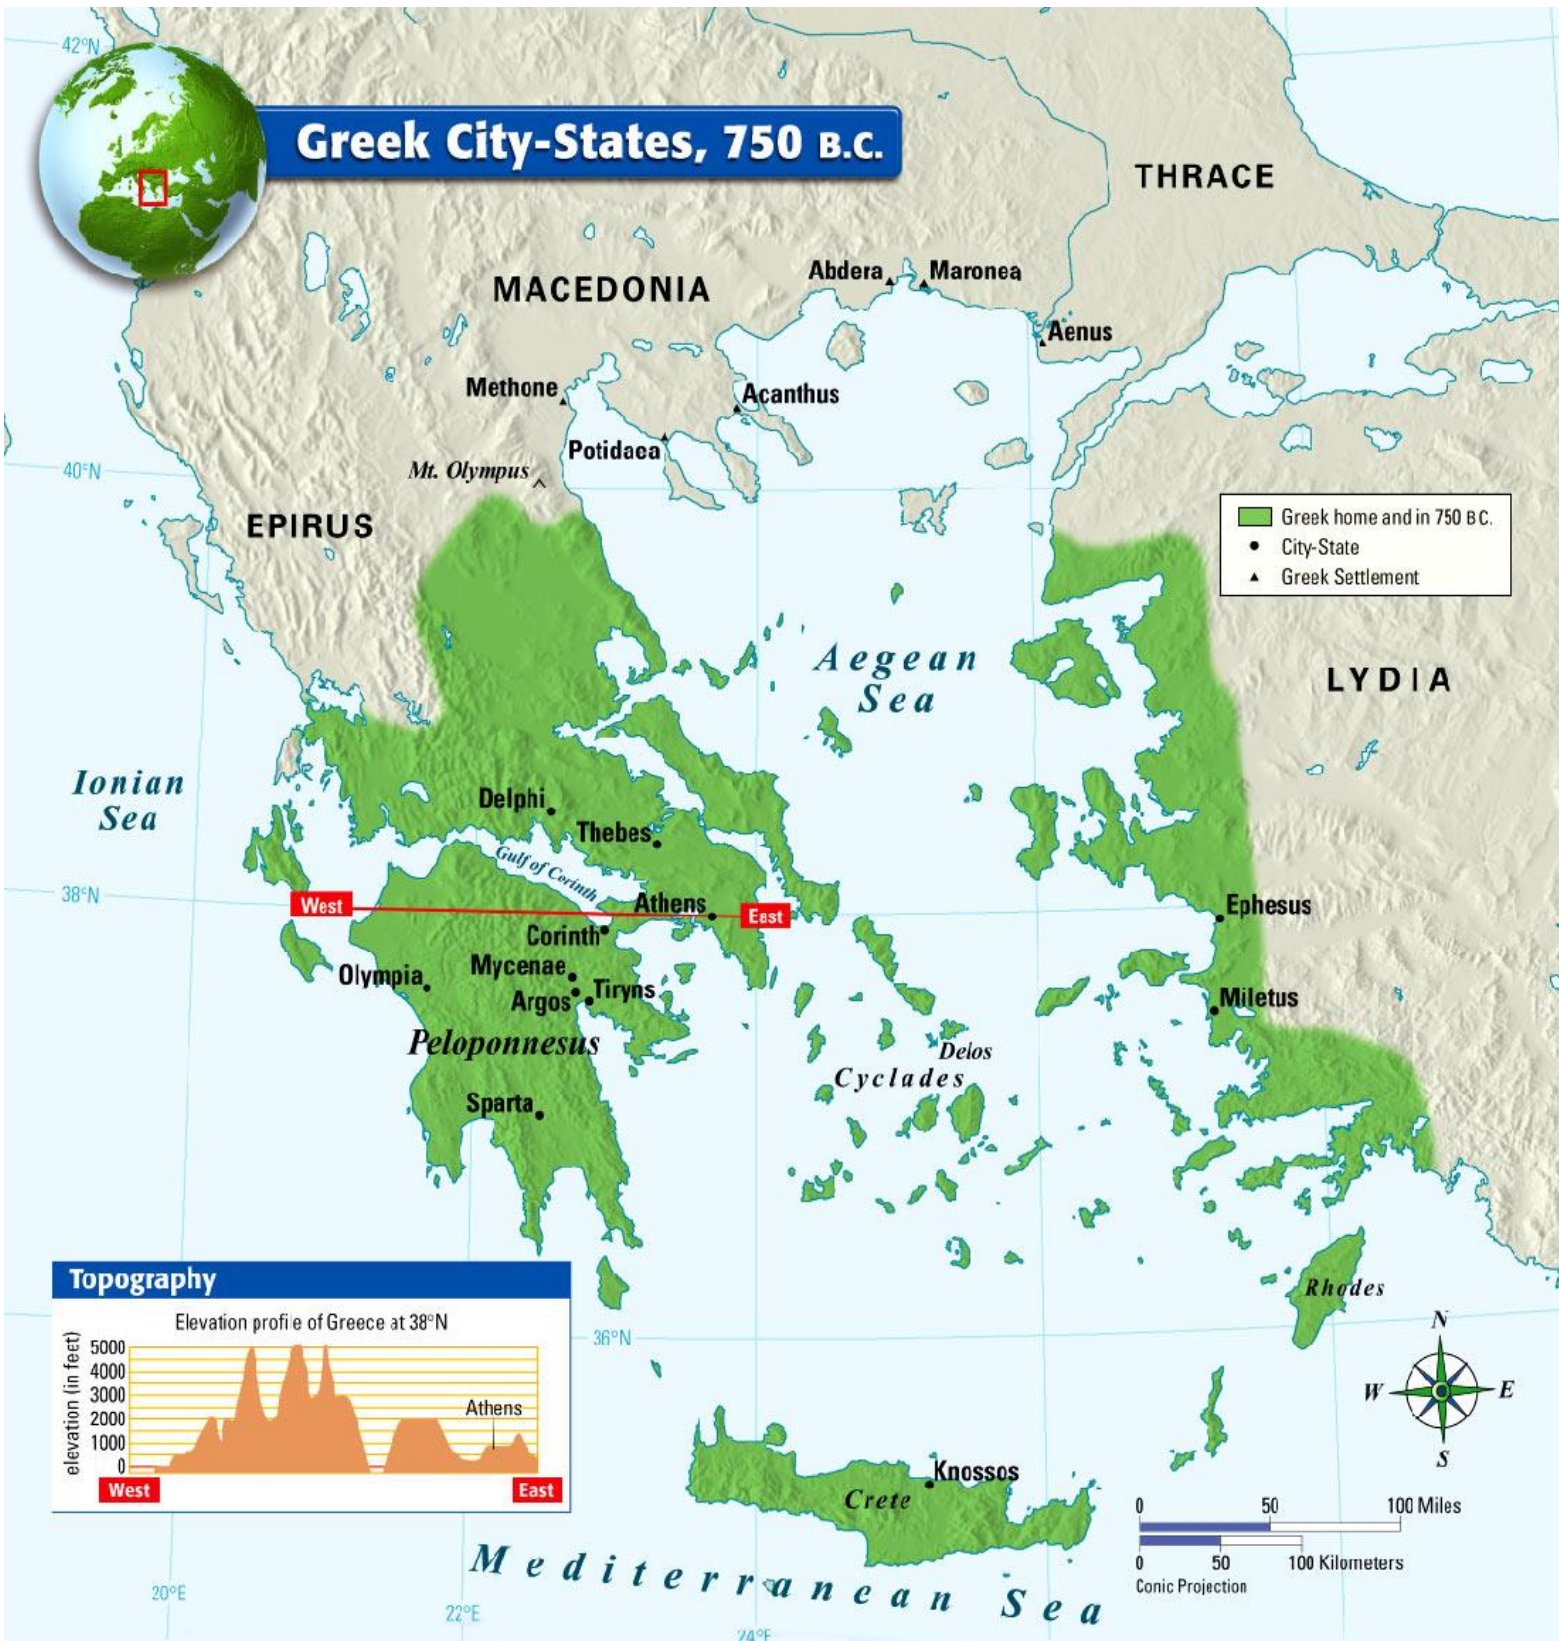 42°N
Greek City-States, 750 B.C.
THRACE
MACEDONIA
Abdera
Maronea
Aenus
Methone
Acanthus
Potidaea
Mt. Olympus
40°N
EPIRUS
Greek home and in 750 B C.
City-State
Greek Settlement
Aegean
Sea
LYDIA
Ionian
Sea
Delphi
Thebes
Gulf of Corinth
38°N
West
Athens
East
Ephesus
Corinth
Mycenae
Olympia
Tiryns
Argos
Miletus
Peloponnesus
Delos
Cyclades
Sparta
Topography
Elevation profile of Greece at 38°N
elevation (in feet)
5000
4000
3000
2000
1000
0
Athens
West
East
36°N
Rhodes
N
W
E
S
Knossos
Crete
0 50 100 Miles
0 50 100 Kilometers
Conic Projection
Mediterranean Sea
20°E
22°E
24°E